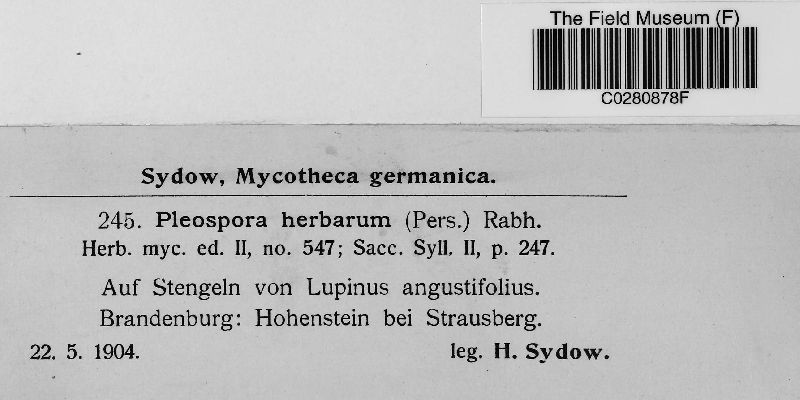 The Field Museum (F)
C0280878F
Sydow, Mycotheca germanica.
245. Pleospora herbarum (Pers.) Rabh.
Herb. myc. ed. II, no. 547; Sacc. Syll. II, p. 247.
Auf Stengeln von Lupinus angustifolius.
Brandenburg: Hohenstein bei Strausberg.
22. 5. 1904. leg. H. Sydow.